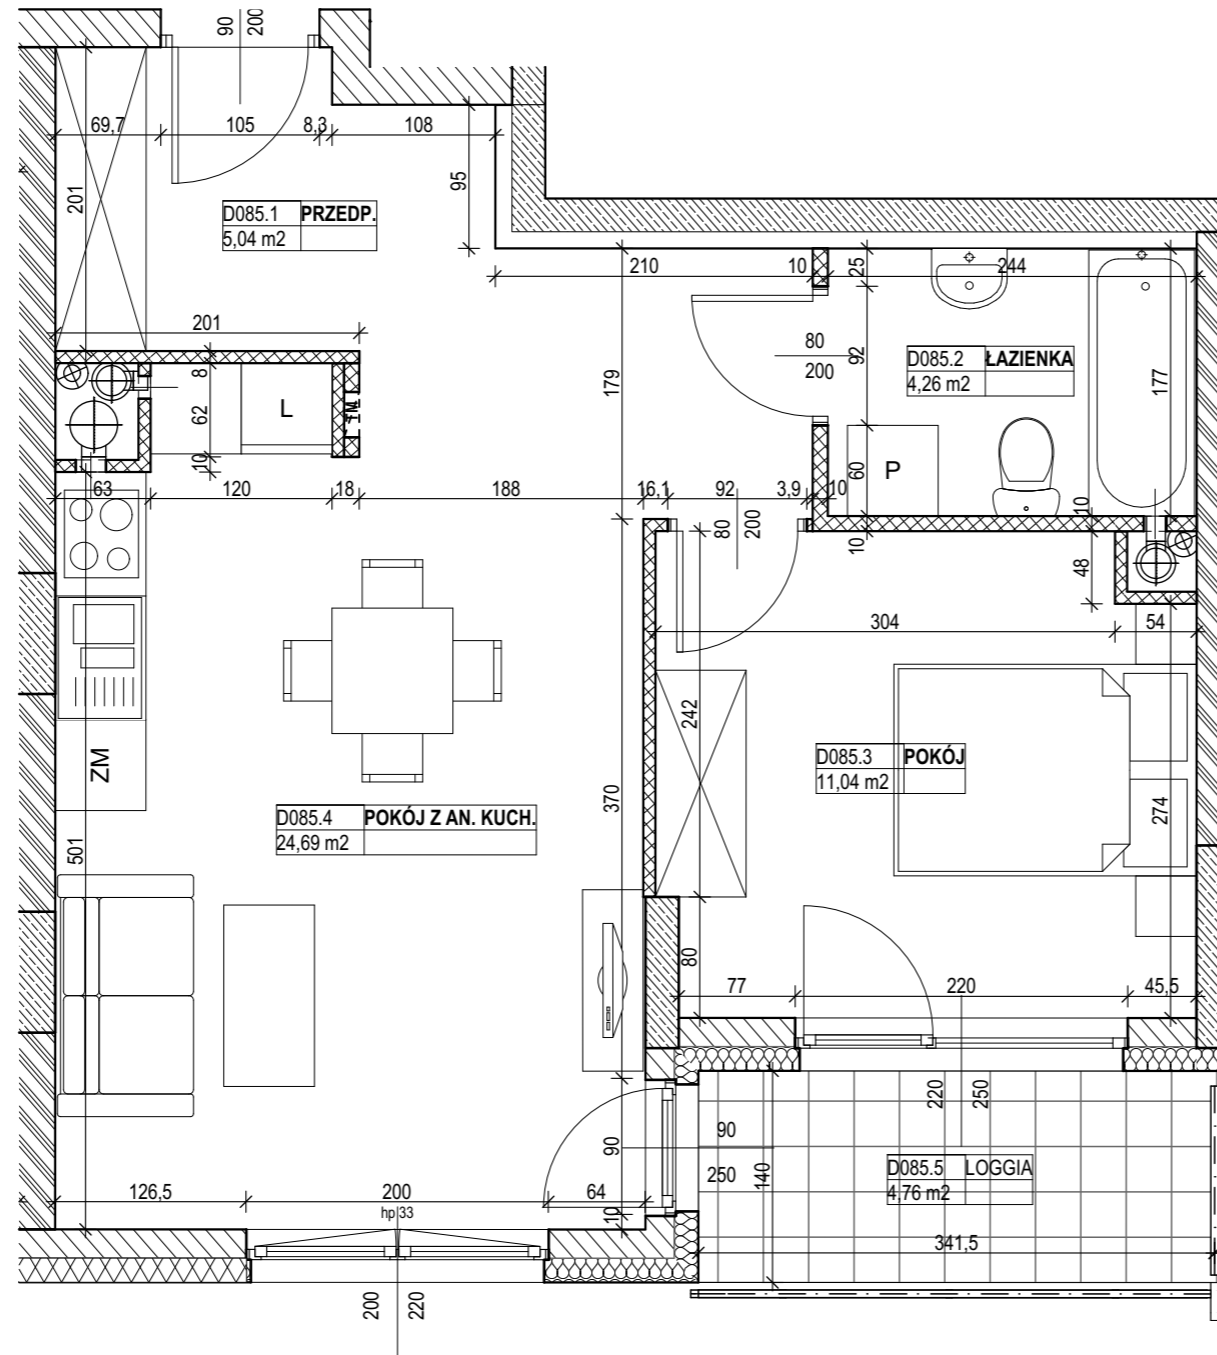 90
200
69,7 105 8,3 108
201
95
D085.1 PRZEDP.
5,04 m2
210 10 25 244
201
80
200
92
D085.2 ŁAZIENKA
4,26 m2
179
177
8
62
10
L
TM
P
60
63 120 18 188 16,1 92 3,9 10
80
200
10
10
48
304 54
242
ZM
D085.3 POKÓJ
11,04 m2
370
274
D085.4 POKÓJ Z AN. KUCH.
24,69 m2
501
80
77 220 45,5
220
250
90
250
90
140
D085.5 LOGGIA
4,76 m2
126,5 200 64
hp 33
10
341,5
200
220